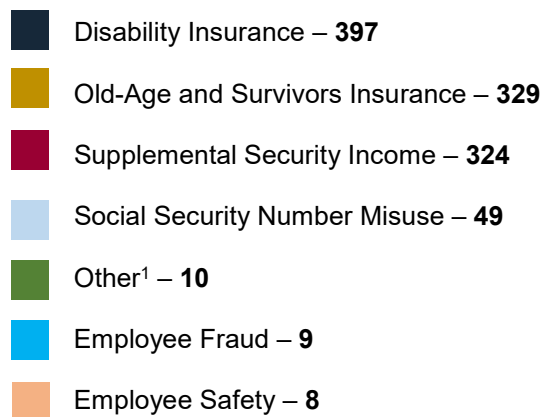 Disability Insurance – 397
Old-Age and Survivors Insurance – 329
Supplemental Security Income – 324
Social Security Number Misuse – 49
Other¹ – 10
Employee Fraud – 9
Employee Safety – 8